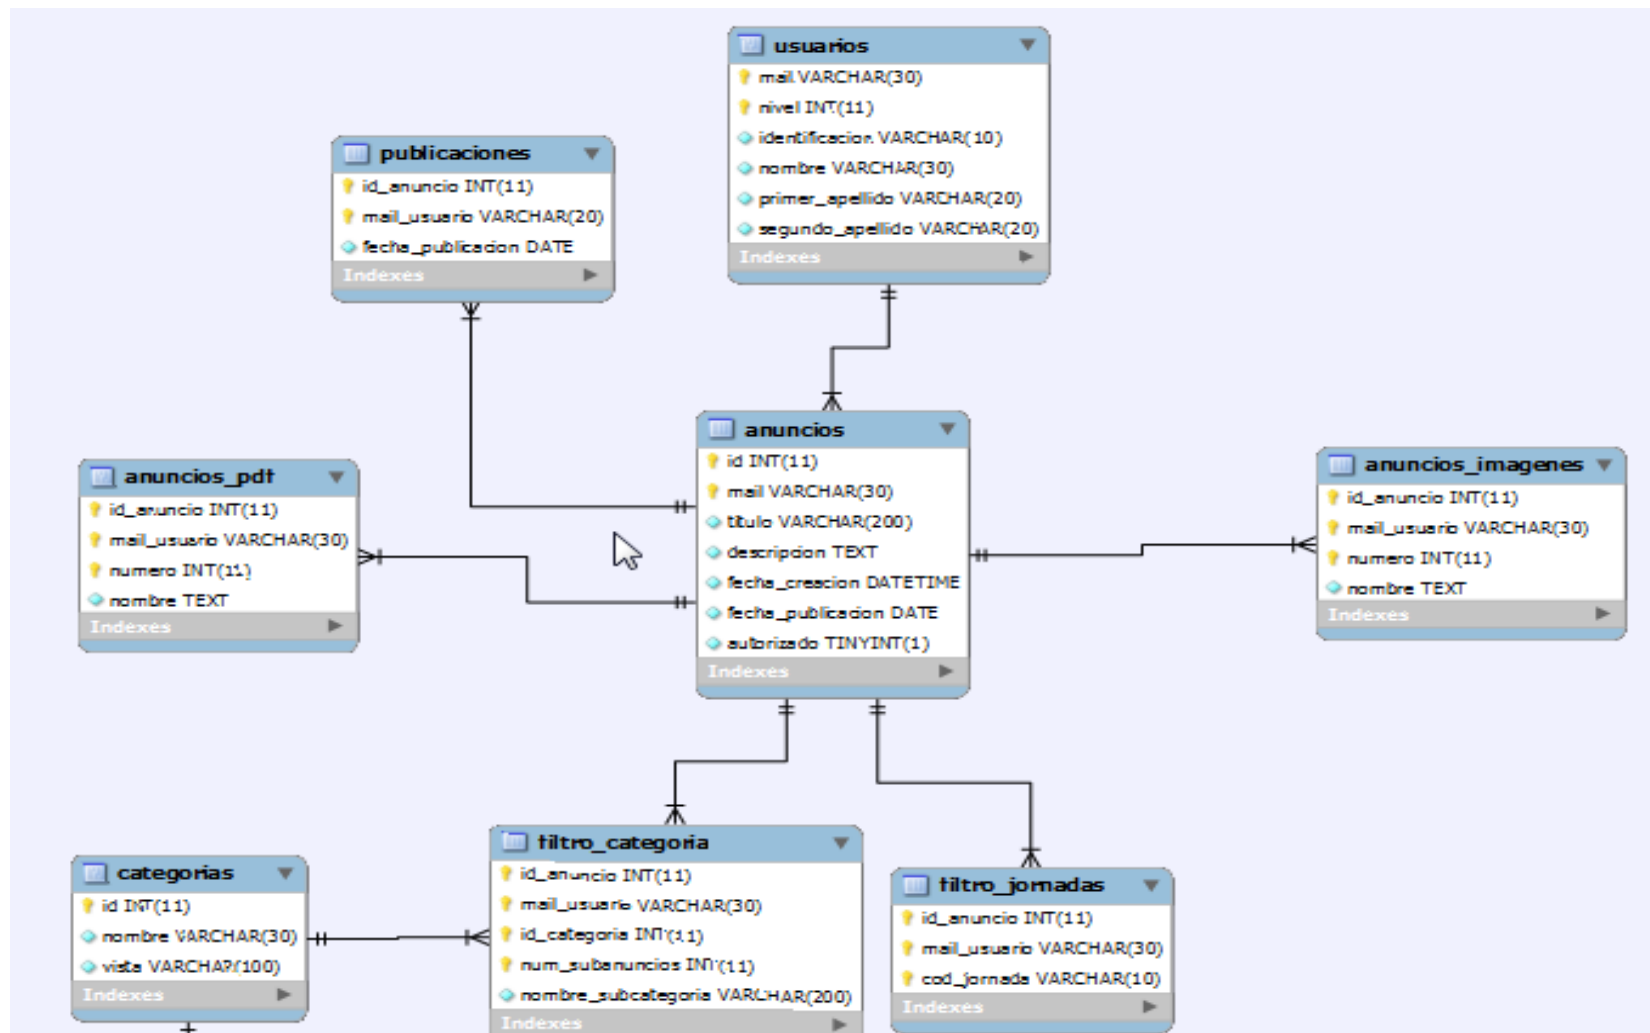 usuarios
mail VARCHAR(30)
nivel INT(11)
identificacion VARCHAR(10)
nombre VARCHAR(30)
primer_apellido VARCHAR(20)
segundo_apellido VARCHAR(20)
Indexes
publicaciones
id_anuncio INT(11)
mail_usuario VARCHAR(20)
fecha_publicacion DATE
Indexes
anuncios
id INT(11)
mail VARCHAR(30)
titulo VARCHAR(200)
descripcion TEXT
fecha_creacion DATETIME
fecha_publicacion DATE
autorizado TINYINT(1)
Indexes
anuncios_pdf
id_anuncio INT(11)
mail_usuario VARCHAR(30)
numero INT(11)
nombre TEXT
Indexes
anuncios_imagenes
id_anuncio INT(11)
mail_usuario VARCHAR(30)
numero INT(11)
nombre TEXT
Indexes
categorias
id INT(11)
nombre VARCHAR(30)
vista VARCHAR(100)
Indexes
filtro_categoria
id_anuncio INT(11)
mail_usuario VARCHAR(30)
id_categoria INT(11)
num_subanuncios INT(11)
nombre_subcategoria VARCHAR(200)
Indexes
filtro_jornadas
id_anuncio INT(11)
mail_usuario VARCHAR(30)
cod_jornada VARCHAR(10)
Indexes